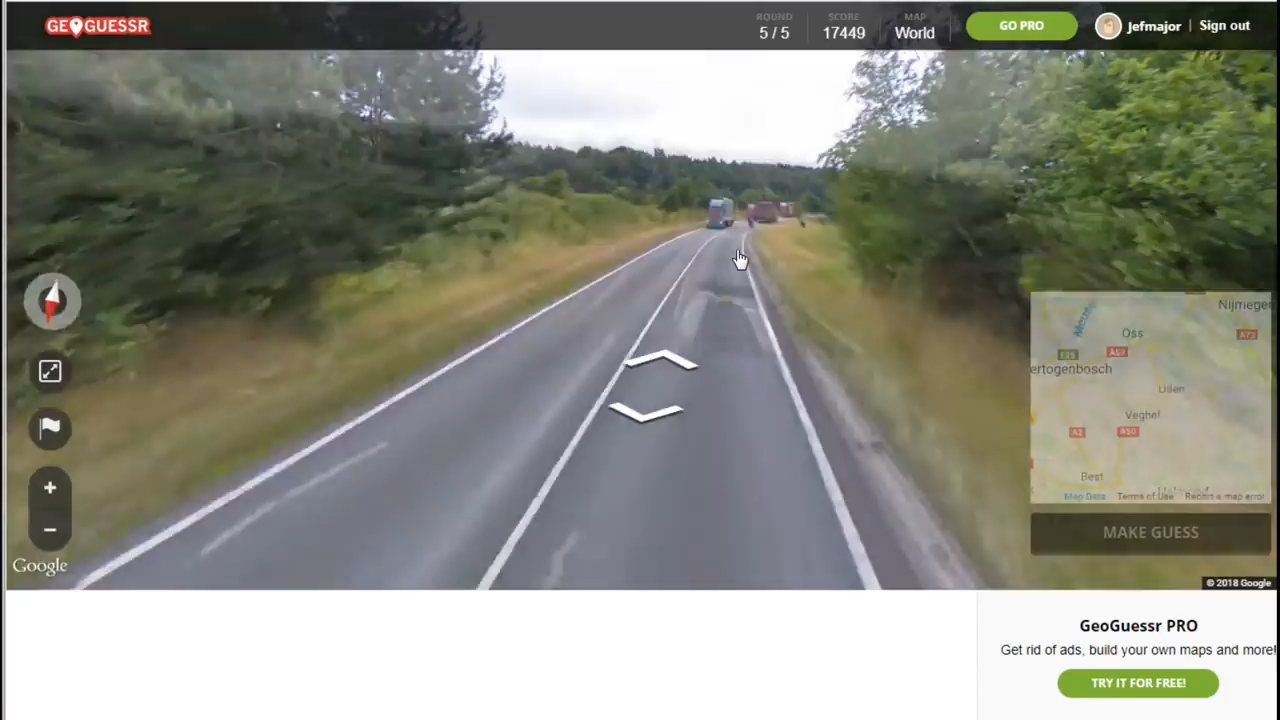 GEOGUESSR
ROUND
5 / 5
SCORE
17449
MAP
World
GO PRO
Jefmajor | Sign out
Nijmegen
Oss
A73
E25
A59
ertogenbosch
Uden
Veghel
A2
A50
Best
Map Data
Terms of Use
Report a map error
MAKE GUESS
+
−
Google
© 2018 Google
GeoGuessr PRO
Get rid of ads, build your own maps and more!
TRY IT FOR FREE!